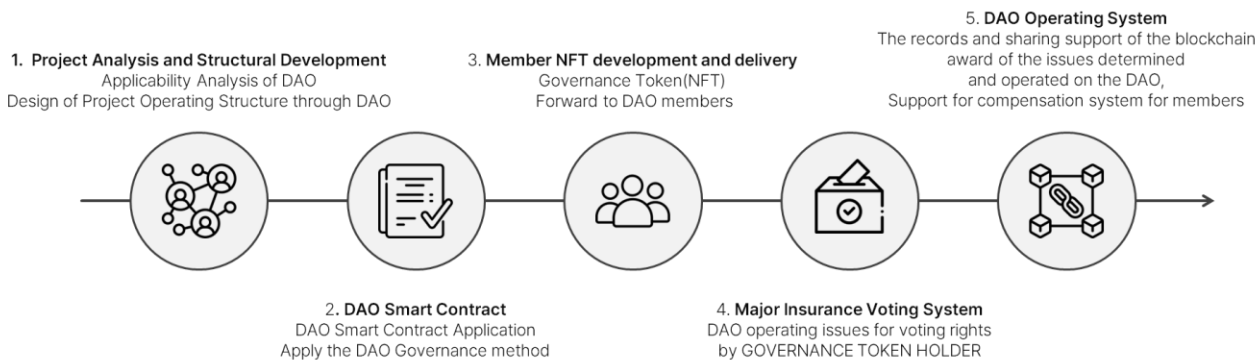 1. Project Analysis and Structural Development
Applicability Analysis of DAO
Design of Project Operating Structure through DAO
2. DAO Smart Contract
DAO Smart Contract Application
Apply the DAO Governance method
3. Member NFT development and delivery
Governance Token(NFT)
Forward to DAO members
4. Major Insurance Voting System
DAO operating issues for voting rights
by GOVERNANCE TOKEN HOLDER
5. DAO Operating System
The records and sharing support of the blockchain
award of the issues determined
and operated on the DAO,
Support for compensation system for members